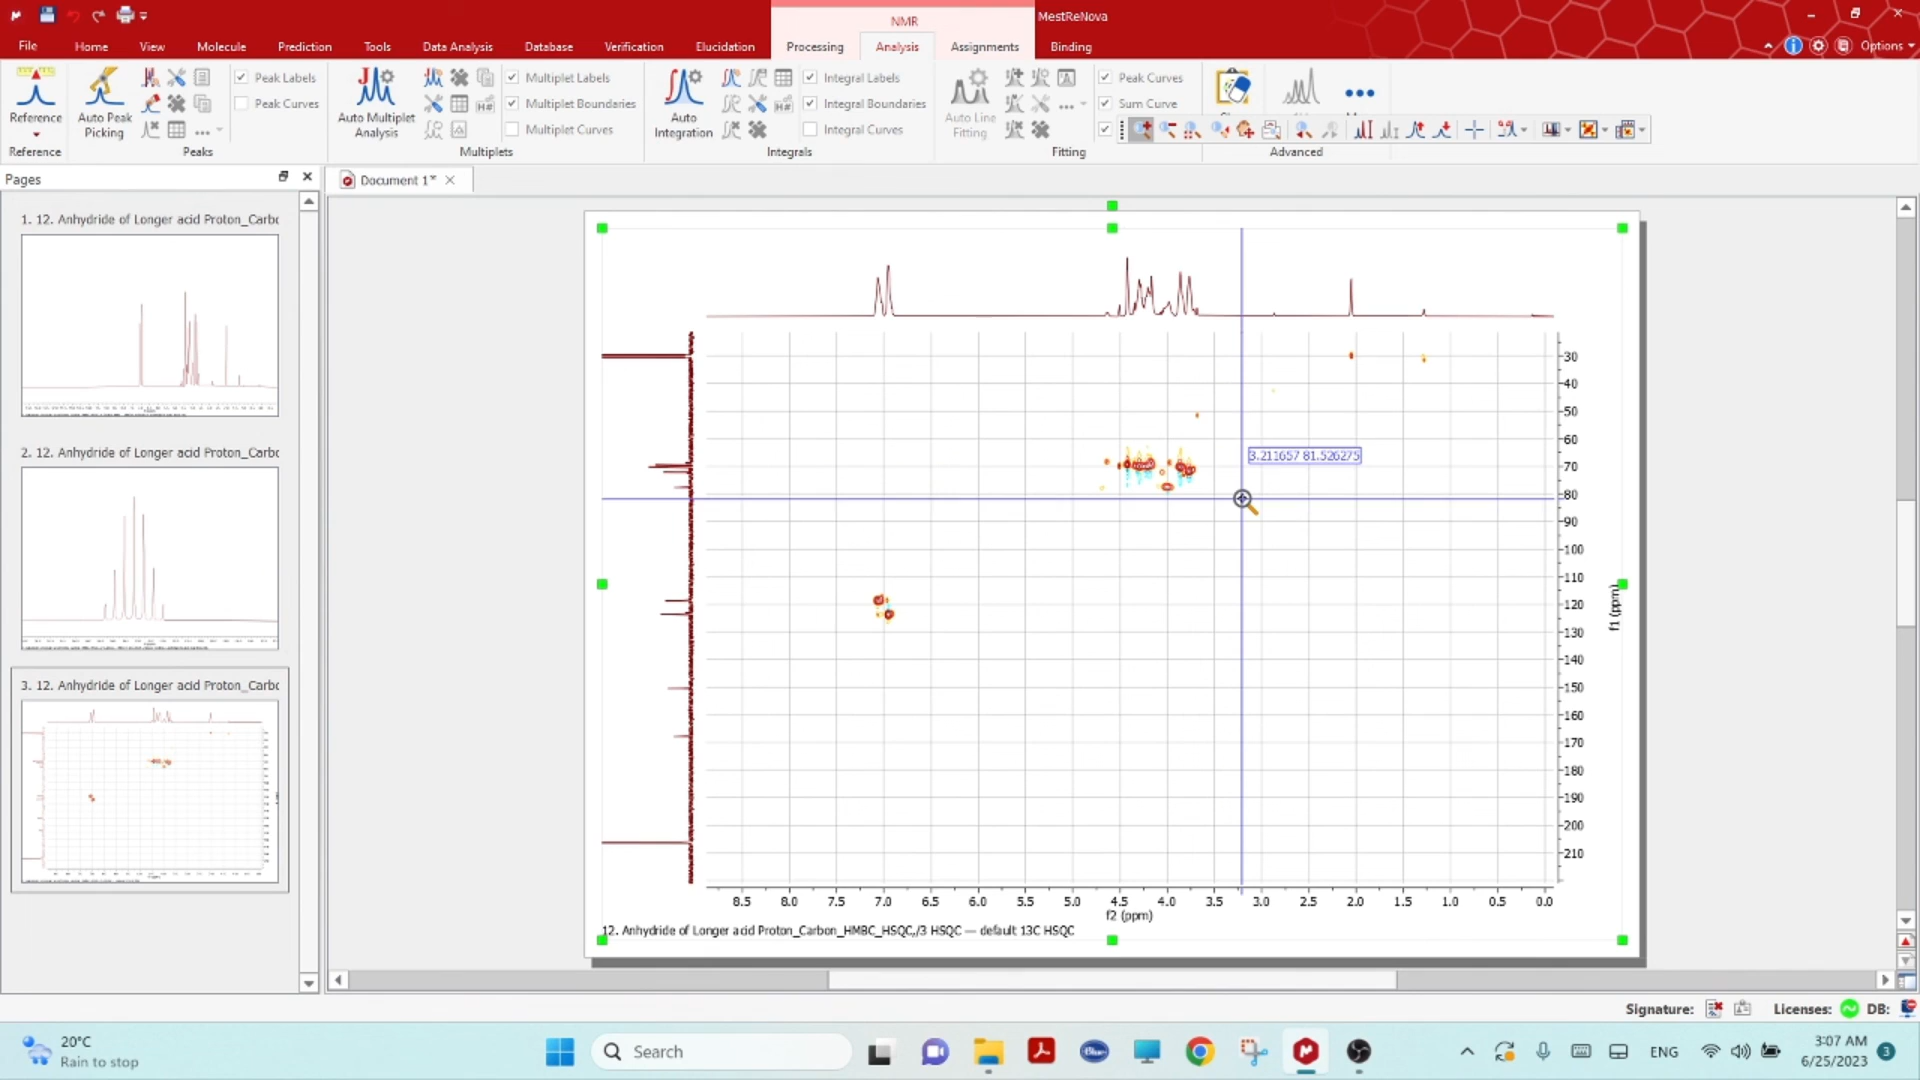 NMR
MestReNova
File
Home
View
Molecule
Prediction
Tools
Data Analysis
Database
Verification
Elucidation
Processing
Analysis
Assignments
Binding
Options
Reference
Reference
Auto Peak
Picking
Peak Labels
Peak Curves
Peaks
Auto Multiplet
Analysis
Multiplet Labels
Multiplet Boundaries
Multiplet Curves
Multiplets
Auto
Integration
Integral Labels
Integral Boundaries
Integral Curves
Integrals
Auto Line
Fitting
Peak Curves
Sum Curve
Fitting
Advanced
Pages
Document 1*
1. 12. Anhydride of Longer acid Proton_Carbo
2. 12. Anhydride of Longer acid Proton_Carbo
3. 12. Anhydride of Longer acid Proton_Carbo
3.211657 81.526275
30
40
50
60
70
80
90
100
110
120
130
140
150
160
170
180
190
200
210
f1 (ppm)
8.5 8.0 7.5 7.0 6.5 6.0 5.5 5.0 4.5 4.0 3.5 3.0 2.5 2.0 1.5 1.0 0.5 0.0
f2 (ppm)
12. Anhydride of Longer acid Proton_Carbon_HMBC_HSQC,/3 HSQC — default 13C HSQC
Signature:
Licenses:
DB:
20°C
Rain to stop
Search
Blue
ENG
3:07 AM
6/25/2023
3